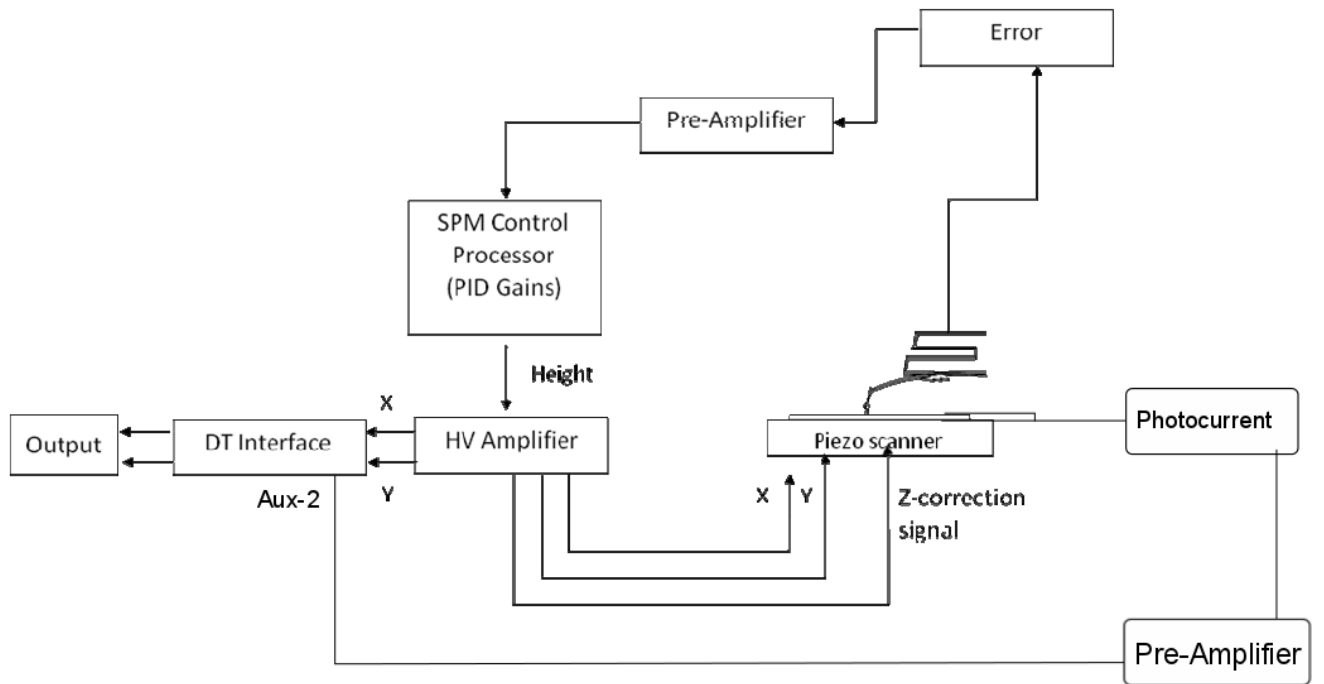 Error
Pre-Amplifier
SPM Control
Processor
(PID Gains)
Height
X
Output
DT Interface
HV Amplifier
Piezo scanner
Photocurrent
Aux-2
Y
X
Y
Z-correction
signal
Pre-Amplifier